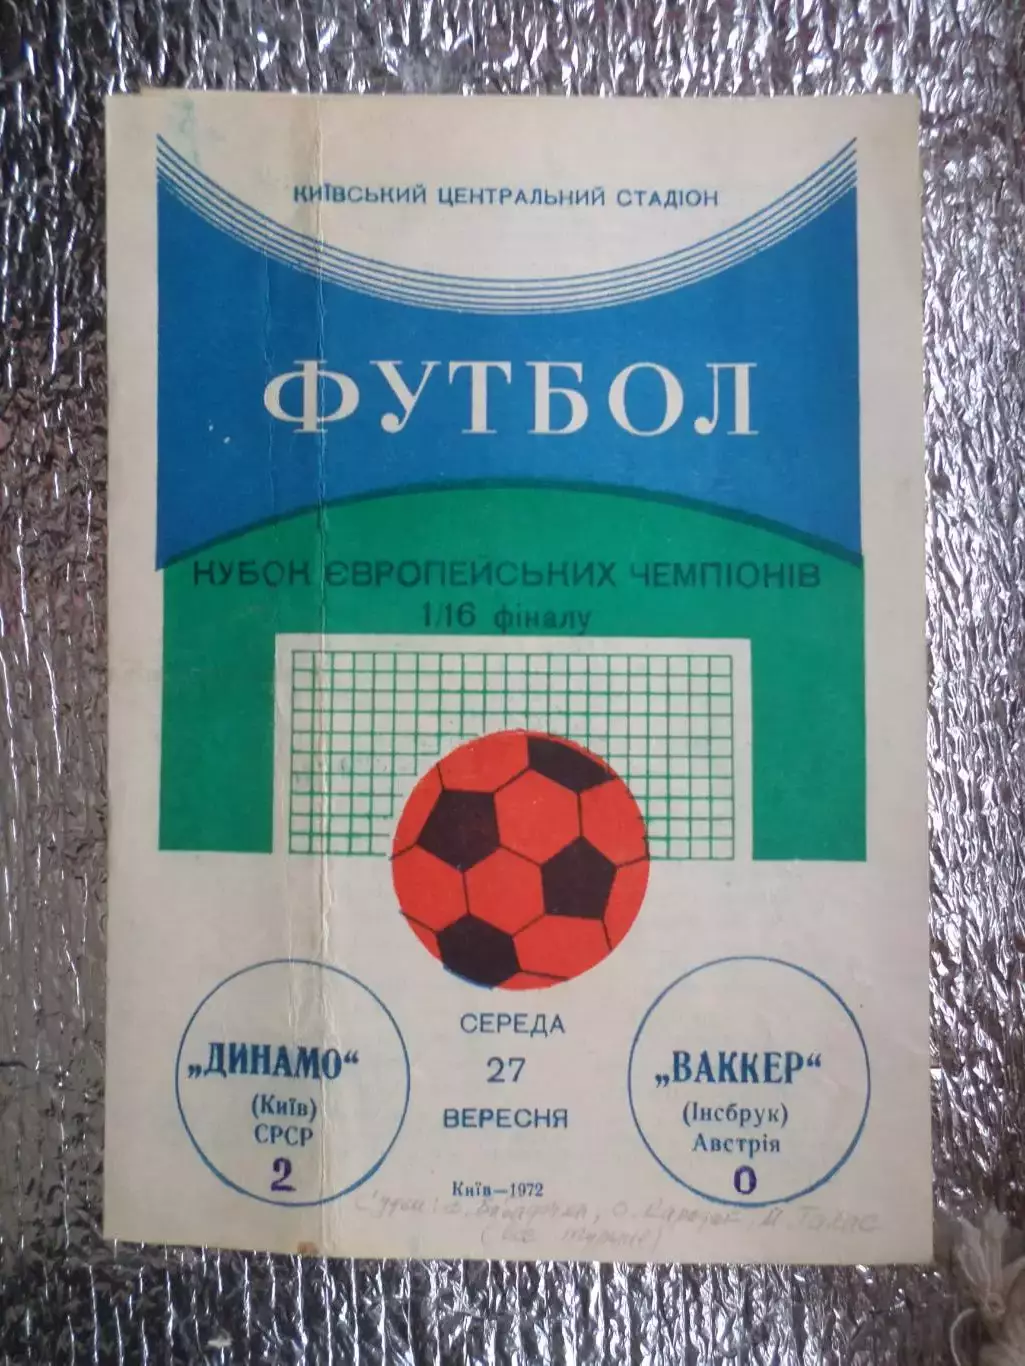 КИЇВСЬКИЙ ЦЕНТРАЛЬНИЙ СТАДІОН
ФУТБОЛ
КУБОК ЄВРОПЕЙСЬКИХ ЧЕМПІОНІВ
1/16 фіналу
„ДИНАМО“
(Київ)
СРСР
2
СЕРЕДА
27
ВЕРЕСНЯ
„ВАККЕР“
(Інсбрук)
Австрія
0
Київ—1972